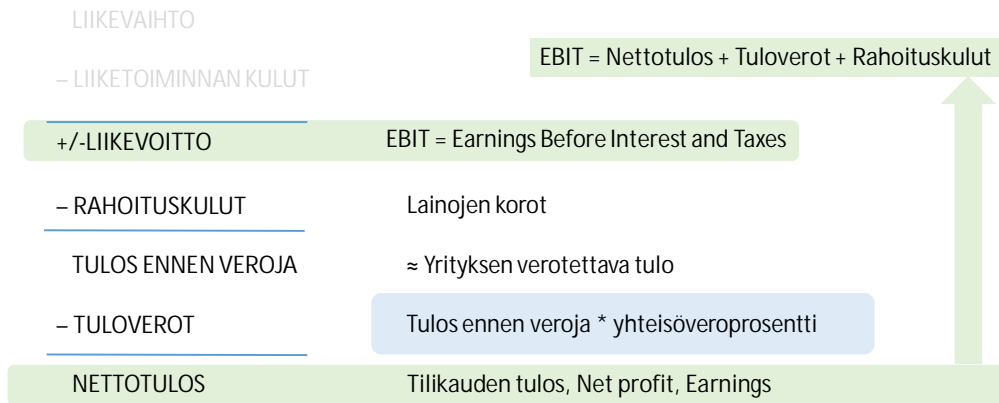 LIIKEVAIHTO
EBIT = Nettotulos + Tuloverot + Rahoituskulut
– LIIKETOIMINNAN KULUT
+/-LIIKEVOITTO EBIT = Earnings Before Interest and Taxes
– RAHOITUSKULUT Lainojen korot
TULOS ENNEN VEROJA ≈ Yrityksen verotettava tulo
– TULOVEROT Tulos ennen veroja * yhteisöveroprosentti
NETTOTULOS Tilikauden tulos, Net profit, Earnings